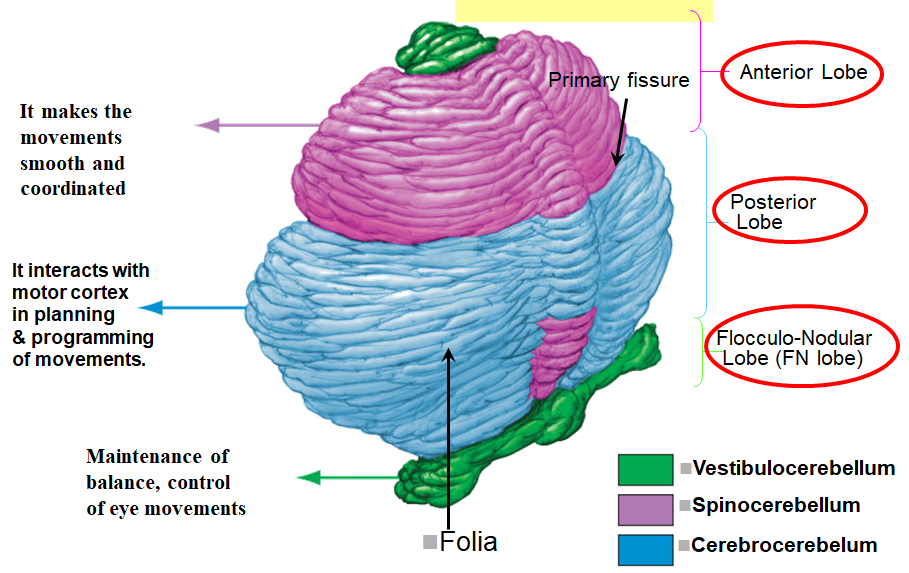 Primary fissure
Anterior Lobe
It makes the
movements
smooth and
coordinated
Posterior
Lobe
It interacts with
motor cortex
in planning
& programming
of movements.
Flocculo-Nodular
Lobe (FN lobe)
Maintenance of
balance, control
of eye movements
Folia
Vestibulocerebellum
Spinocerebellum
Cerebrocerebelum